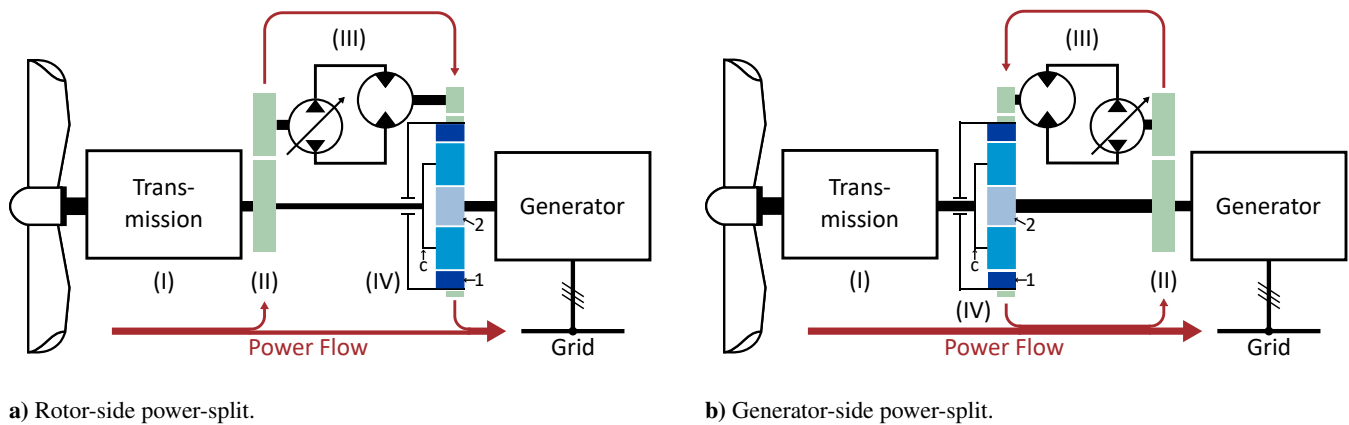 (III)
Trans-
mission
Generator
2
c
1
(I)
(II)
(IV)
Power Flow
Grid
a) Rotor-side power-split.
(III)
Trans-
mission
Generator
2
c
1
(I)
(II)
(IV)
Power Flow
Grid
b) Generator-side power-split.